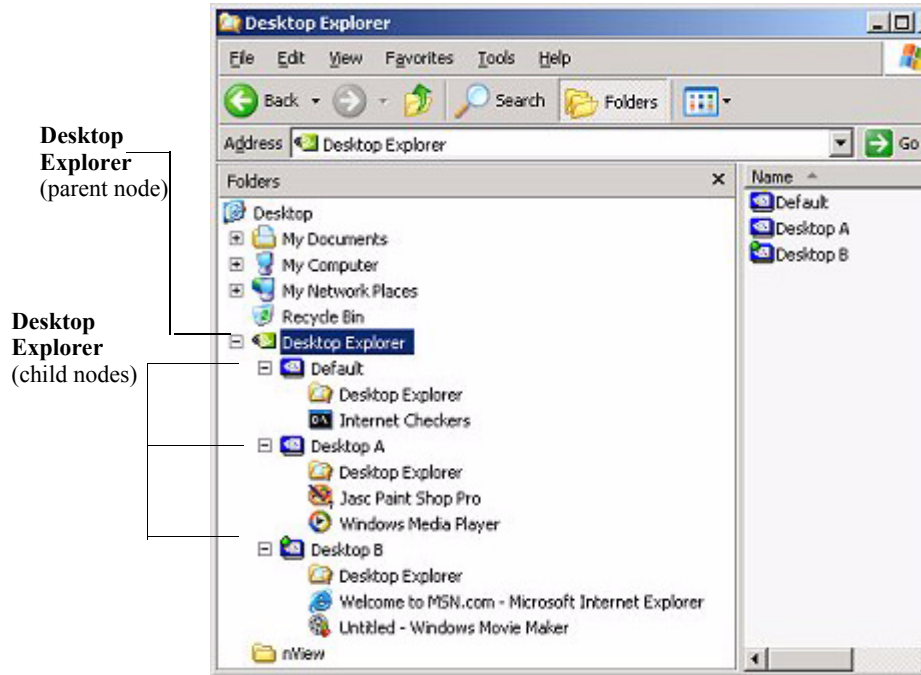 Desktop Explorer
File Edit View Favorites Tools Help
Back Search Folders
Address Desktop Explorer Go
Desktop
Explorer
(parent node)
Folders x
Name
Desktop
My Documents
My Computer
My Network Places
Recycle Bin
Desktop Explorer
Default
Desktop Explorer
Internet Checkers
Desktop A
Desktop Explorer
Jasc Paint Shop Pro
Windows Media Player
Desktop B
Desktop Explorer
Welcome to MSN.com - Microsoft Internet Explorer
Untitled - Windows Movie Maker
nView
Default
Desktop A
Desktop B
Desktop
Explorer
(child nodes)